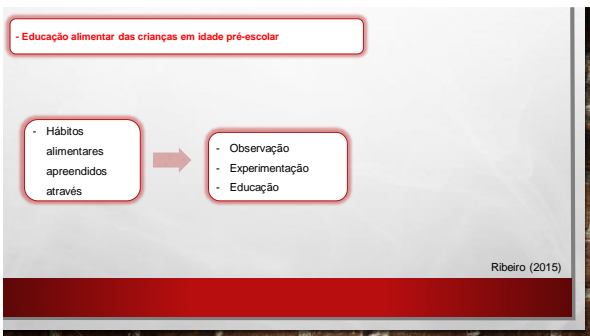 - Educação alimentar das crianças em idade pré-escolar
- Hábitos
alimentares
apreendidos
através
- Observação
- Experimentação
- Educação
Ribeiro (2015)